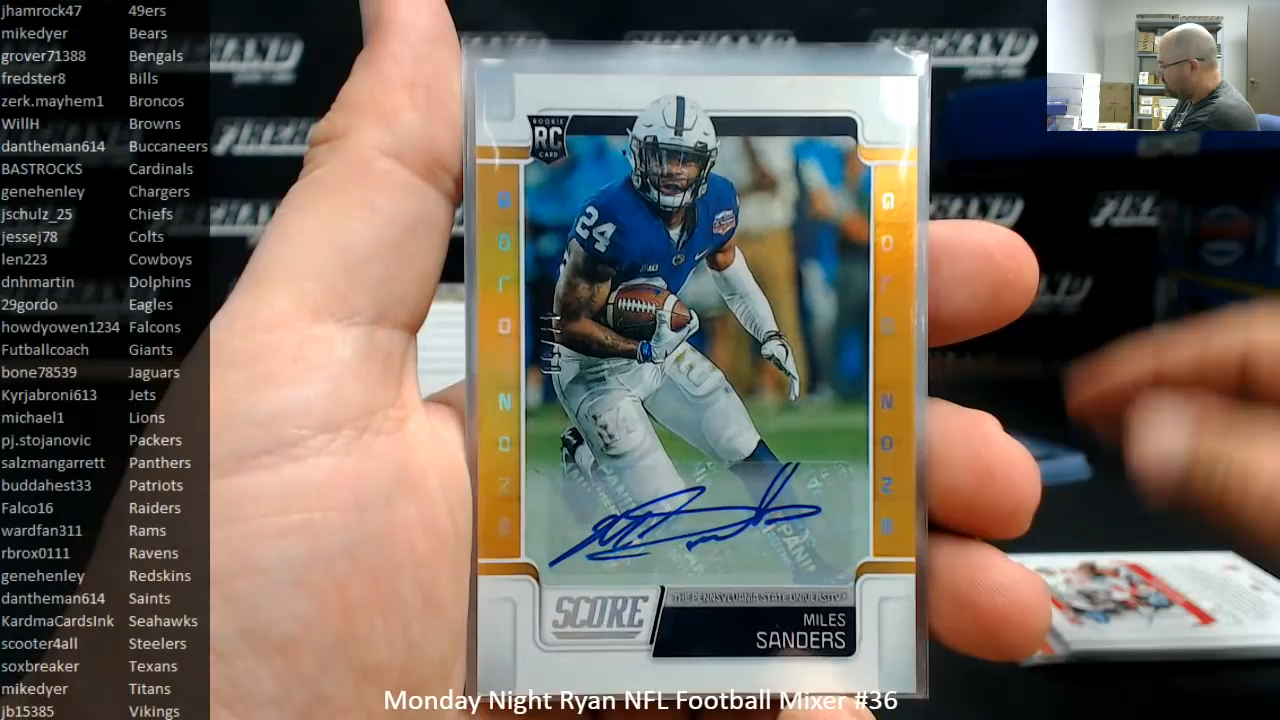 jhamrock47 49ers
mikedyer Bears
grover71388 Bengals
fredster8 Bills
zerk.mayhem1 Broncos
WillH Browns
dantheman614 Buccaneers
BASTROCKS Cardinals
genehenley Chargers
jschulz_25 Chiefs
jessej78 Colts
len223 Cowboys
dnhmartin Dolphins
29gordo Eagles
howdyowen1234 Falcons
Futballcoach Giants
bone78539 Jaguars
Kyrjabroni613 Jets
michael1 Lions
pj.stojanovic Packers
salzmangarrett Panthers
buddahest33 Patriots
Falco16 Raiders
wardfan311 Rams
rbrox0111 Ravens
genehenley Redskins
dantheman614 Saints
KardmaCardsInk Seahawks
scooter4all Steelers
soxbreaker Texans
mikedyer Titans
jb15385 Vikings
ROOKIE
RC
CARD
24
SCORE
THE PENNSYLVANIA STATE UNIVERSITY
MILES
SANDERS
Monday Night Ryan NFL Football Mixer #36